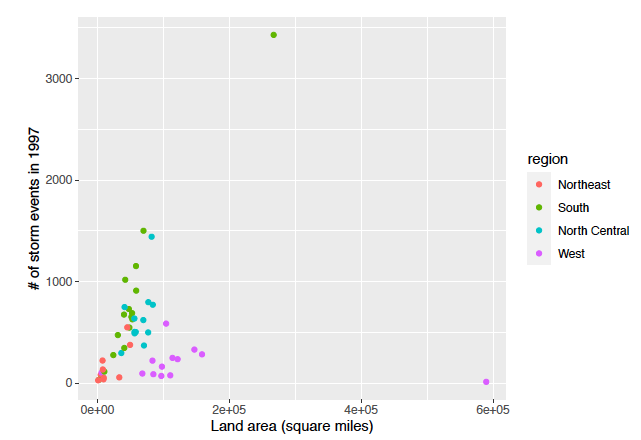 3000
2000
1000
0
# of storm events in 1997
0e+00 2e+05 4e+05 6e+05
Land area (square miles)
region
Northeast
South
North Central
West